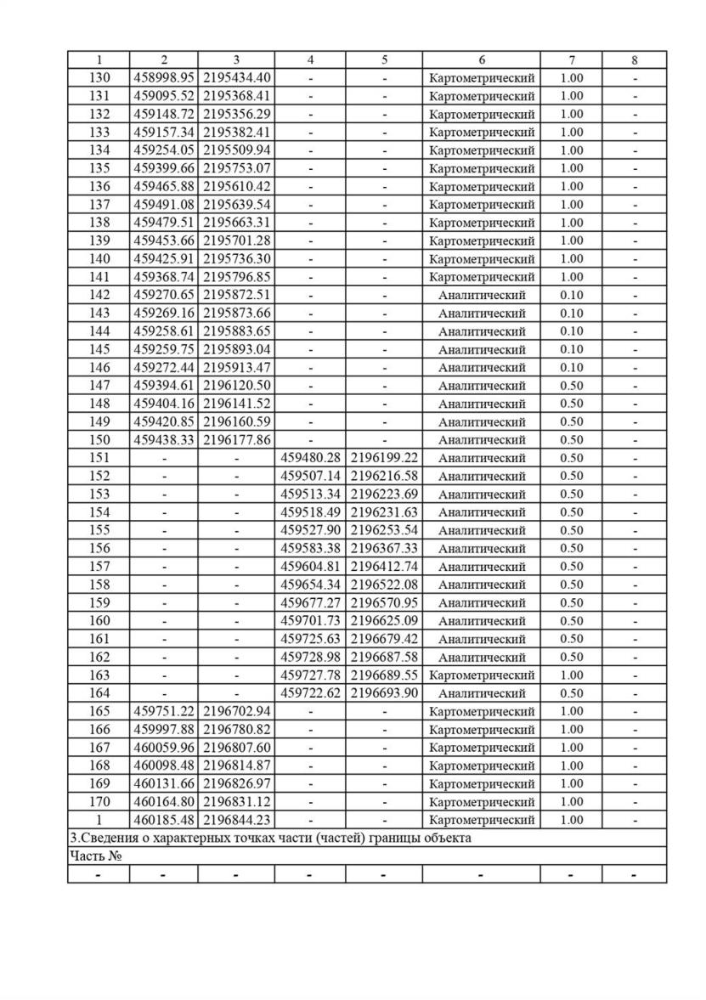 1 2 3 4 5 6 7 8
130 458998.95 2195434.40 - - Картометрический 1.00 -
131 459095.52 2195368.41 - - Картометрический 1.00 -
132 459148.72 2195356.29 - - Картометрический 1.00 -
133 459157.34 2195382.41 - - Картометрический 1.00 -
134 459254.05 2195509.94 - - Картометрический 1.00 -
135 459399.66 2195753.07 - - Картометрический 1.00 -
136 459465.88 2195610.42 - - Картометрический 1.00 -
137 459491.08 2195639.54 - - Картометрический 1.00 -
138 459479.51 2195663.31 - - Картометрический 1.00 -
139 459453.66 2195701.28 - - Картометрический 1.00 -
140 459425.91 2195736.30 - - Картометрический 1.00 -
141 459368.74 2195796.85 - - Картометрический 1.00 -
142 459270.65 2195872.51 - - Аналитический 0.10 -
143 459269.16 2195873.66 - - Аналитический 0.10 -
144 459258.61 2195883.65 - - Аналитический 0.10 -
145 459259.75 2195893.04 - - Аналитический 0.10 -
146 459272.44 2195913.47 - - Аналитический 0.10 -
147 459394.61 2196120.50 - - Аналитический 0.50 -
148 459404.16 2196141.52 - - Аналитический 0.50 -
149 459420.85 2196160.59 - - Аналитический 0.50 -
150 459438.33 2196177.86 - - Аналитический 0.50 -
151 - - 459480.28 2196199.22 Аналитический 0.50 -
152 - - 459507.14 2196216.58 Аналитический 0.50 -
153 - - 459513.34 2196223.69 Аналитический 0.50 -
154 - - 459518.49 2196231.63 Аналитический 0.50 -
155 - - 459527.90 2196253.54 Аналитический 0.50 -
156 - - 459583.38 2196367.33 Аналитический 0.50 -
157 - - 459604.81 2196412.74 Аналитический 0.50 -
158 - - 459654.34 2196522.08 Аналитический 0.50 -
159 - - 459677.27 2196570.95 Аналитический 0.50 -
160 - - 459701.73 2196625.09 Аналитический 0.50 -
161 - - 459725.63 2196679.42 Аналитический 0.50 -
162 - - 459728.98 2196687.58 Аналитический 0.50 -
163 - - 459727.78 2196689.55 Картометрический 1.00 -
164 - - 459722.62 2196693.90 Аналитический 0.50 -
165 459751.22 2196702.94 - - Картометрический 1.00 -
166 459997.88 2196780.82 - - Картометрический 1.00 -
167 460059.96 2196807.60 - - Картометрический 1.00 -
168 460098.48 2196814.87 - - Картометрический 1.00 -
169 460131.66 2196826.97 - - Картометрический 1.00 -
170 460164.80 2196831.12 - - Картометрический 1.00 -
1 460185.48 2196844.23 - - Картометрический 1.00 -
3.Сведения о характерных точках части (частей) границы объекта
Часть №
- - - - - - - -